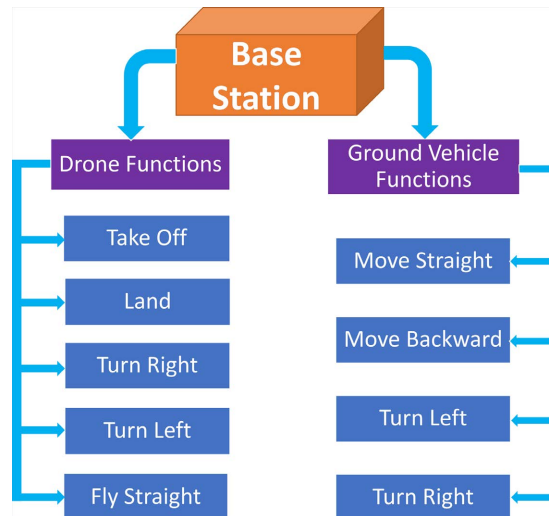 Base
Station
Drone Functions
Take Off
Land
Turn Right
Turn Left
Fly Straight
Ground Vehicle
Functions
Move Straight
Move Backward
Turn Left
Turn Right